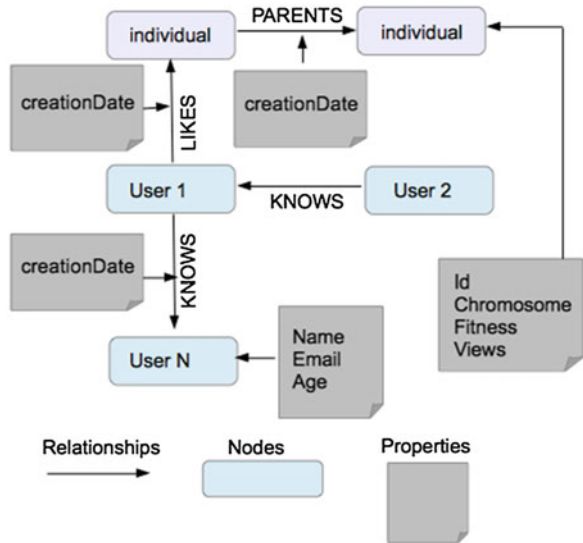 PARENTS
individual
individual
creationDate
creationDate
LIKES
User 1
KNOWS
User 2
creationDate
KNOWS
Id
Chromosome
Fitness
Views
User N
Name
Email
Age
Relationships
Nodes
Properties